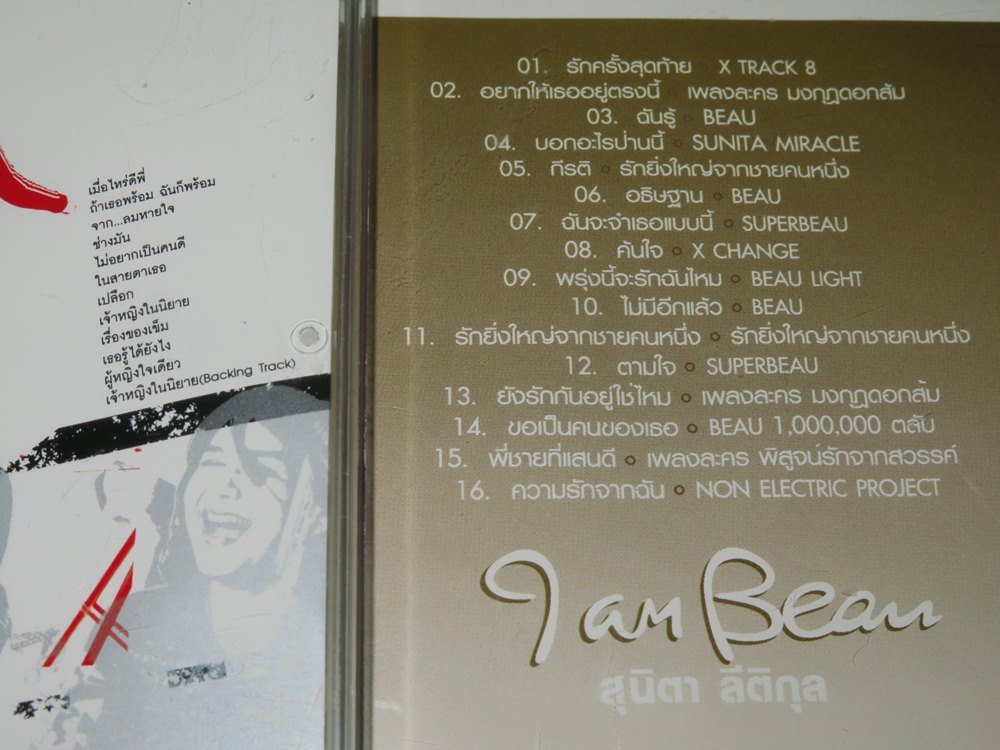 เมื่อไหร่ดีพี่
ถ้าเธอพร้อม ฉันก็พร้อม
จาก...ลมหายใจ
ช่างมัน
ไม่อยากเป็นคนดี
ในสายตาเธอ
เปลือก
เจ้าหญิงในนิยาย
เรื่องของเข็ม
เธอรู้ได้ยังไง
ผู้หญิงใจเดียว
เจ้าหญิงในนิยาย(Backing Track)
01. รักครั้งสุดท้าย X TRACK 8
02. อยากให้เธออยู่ตรงนี้ เพลงละคร มงกุฎดอกส้ม
03. ฉันรู้ BEAU
04. บอกอะไรป่านนี้ SUNITA MIRACLE
05. กีรติ รักยิ่งใหญ่จากชายคนหนึ่ง
06. อธิษฐาน BEAU
07. ฉันจะจำเธอแบบนี้ SUPERBEAU
08. ค้นใจ X CHANGE
09. พรุ่งนี้จะรักฉันไหม BEAU LIGHT
10. ไม่มีอีกแล้ว BEAU
11. รักยิ่งใหญ่จากชายคนหนึ่ง รักยิ่งใหญ่จากชายคนหนึ่ง
12. ตามใจ SUPERBEAU
13. ยังรักกันอยู่ใช่ไหม เพลงละคร มงกุฎดอกส้ม
14. ขอเป็นคนของเธอ BEAU 1,000,000 ตลับ
15. พี่ชายที่แสนดี เพลงละคร พิสูจน์รักจากสวรรค์
16. ความรักจากฉัน NON ELECTRIC PROJECT
I am Beau
สุนิตา ลีติกุล